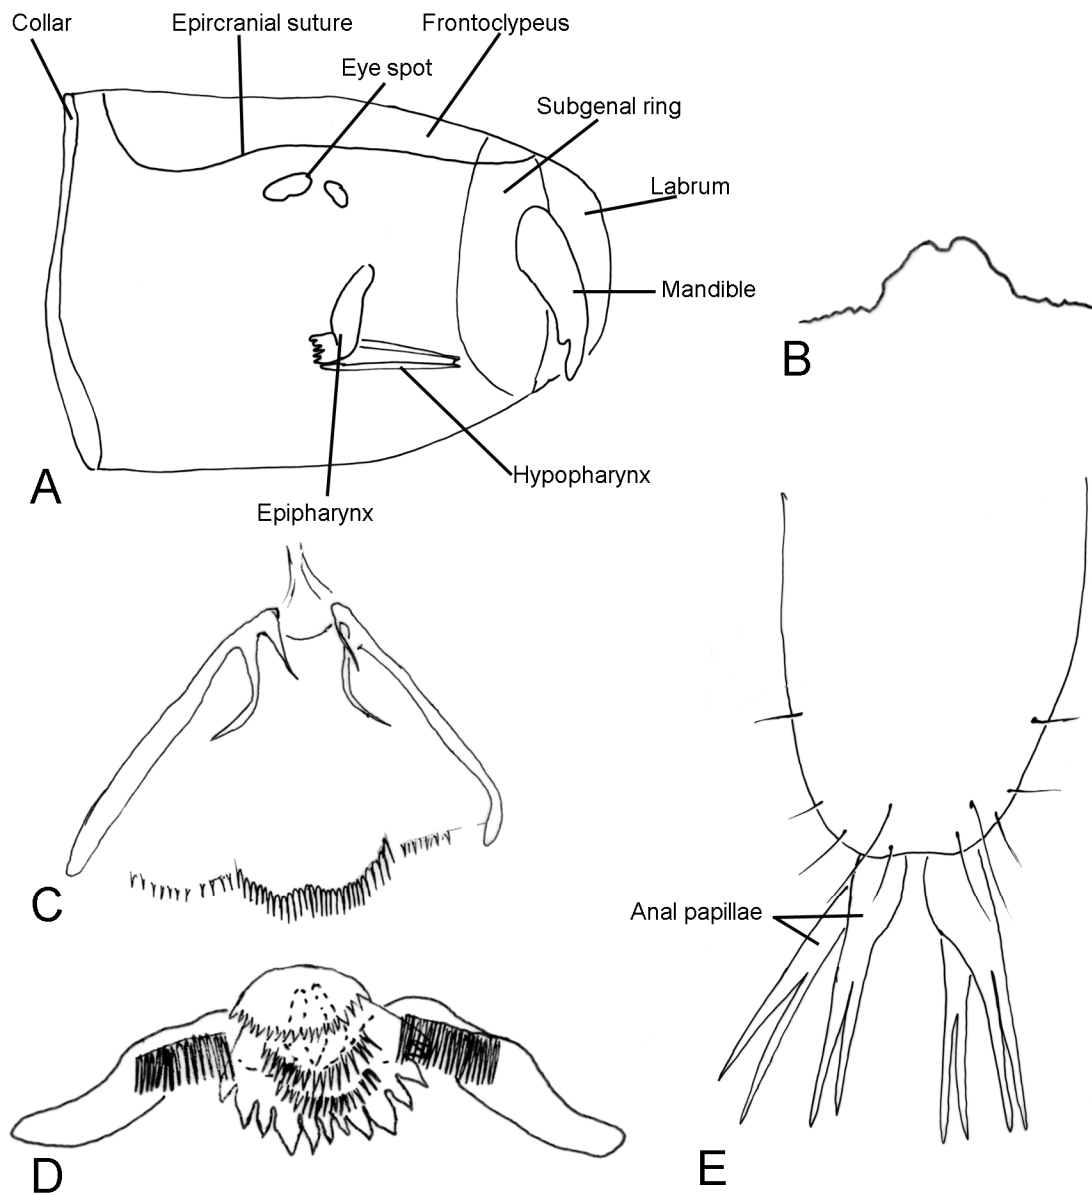 Collar
Epircranial suture
Frontoclypeus
Eye spot
Subgenal ring
Labrum
Mandible
B
A
Hypopharynx
Epipharynx
C
Anal papillae
D
E